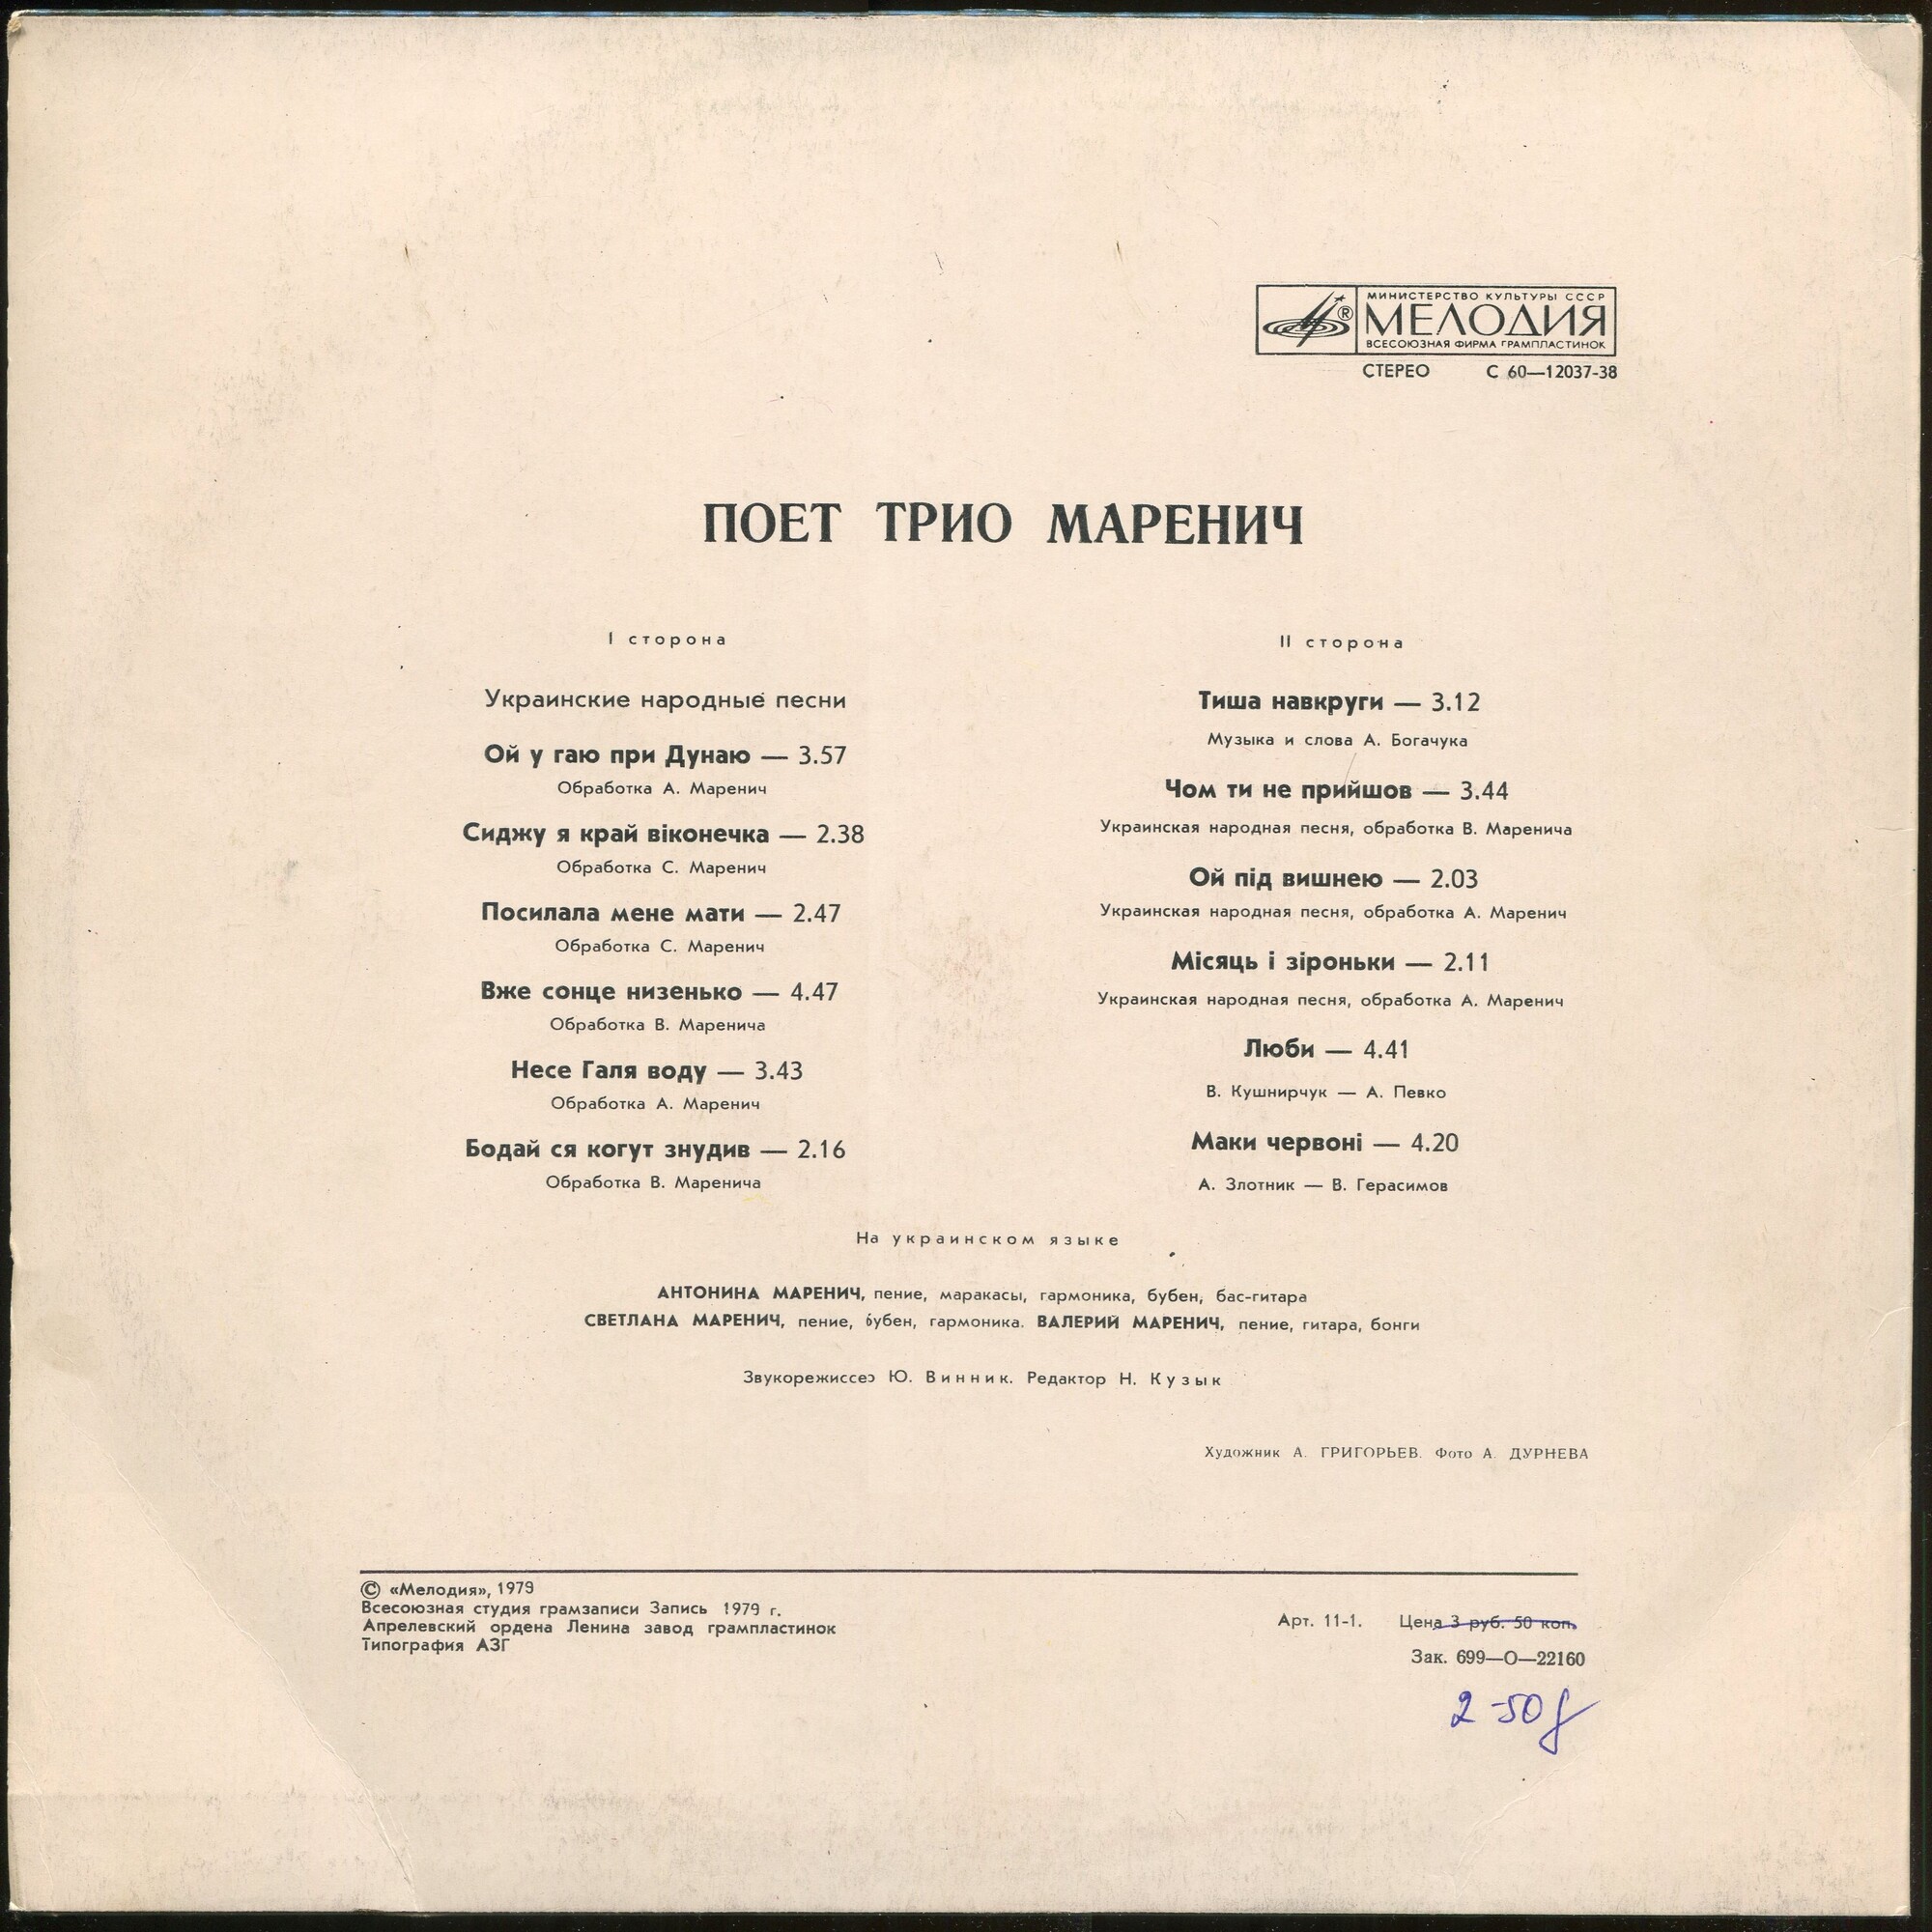 МИНИСТЕРСТВО КУЛЬТУРЫ СССР
МЕЛОДИЯ
ВСЕСОЮЗНАЯ ФИРМА ГРАМПЛАСТИНОК
СТЕРЕО С 60—12037-38
ПОЕТ ТРИО МАРЕНИЧ
I сторона
Украинские народные песни
Ой у гаю при Дунаю — 3.57
Обработка А. Маренич
Сиджу я край віконечка — 2.38
Обработка С. Маренич
Посилала мене мати — 2.47
Обработка С. Маренич
Вже сонце низенько — 4.47
Обработка В. Маренича
Несе Галя воду — 3.43
Обработка А. Маренич
Бодай ся когут знудив — 2.16
Обработка В. Маренича
II сторона
Тиша навкруги — 3.12
Музыка и слова А. Богачука
Чом ти не прийшов — 3.44
Украинская народная песня, обработка В. Маренича
Ой під вишнею — 2.03
Украинская народная песня, обработка А. Маренич
Місяць і зіроньки — 2.11
Украинская народная песня, обработка А. Маренич
Люби — 4.41
В. Кушнирчук — А. Певко
Маки червоні — 4.20
А. Злотник — В. Герасимов
На украинском языке
АНТОНИНА МАРЕНИЧ, пение, маракасы, гармоника, бубен, бас-гитара
СВЕТЛАНА МАРЕНИЧ, пение, бубен, гармоника. ВАЛЕРИЙ МАРЕНИЧ, пение, гитара, бонги
Звукорежиссер Ю. Винник. Редактор Н. Кузык
Художник А. ГРИГОРЬЕВ. Фото А. ДУРНЕВА
© «Мелодия», 1979
Всесоюзная студия грамзаписи Запись 1979 г.
Апрелевский ордена Ленина завод грампластинок
Типография АЗГ
Арт. 11-1. Цена 3 руб. 50 коп.
Зак. 699—О—22160
2-50